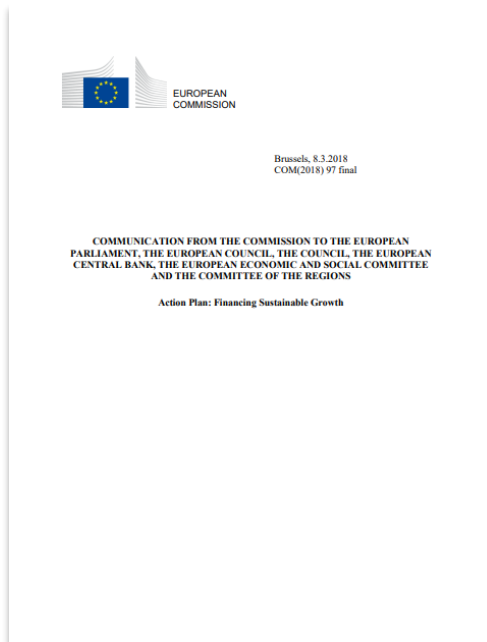 EUROPEAN
COMMISSION
Brussels, 8.3.2018
COM(2018) 97 final
COMMUNICATION FROM THE COMMISSION TO THE EUROPEAN
PARLIAMENT, THE EUROPEAN COUNCIL, THE COUNCIL, THE EUROPEAN
CENTRAL BANK, THE EUROPEAN ECONOMIC AND SOCIAL COMMITTEE
AND THE COMMITTEE OF THE REGIONS
Action Plan: Financing Sustainable Growth